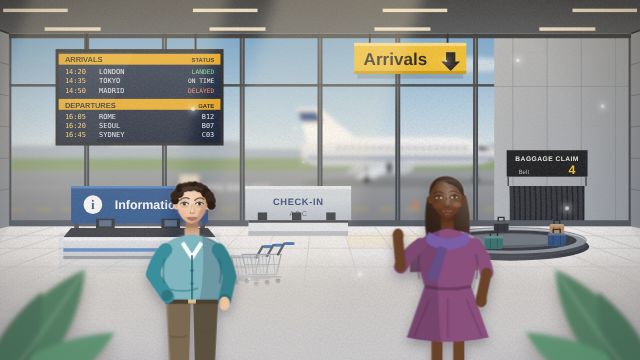 ARRIVALS STATUS
14:20 LONDON LANDED
14:35 TOKYO ON TIME
14:50 MADRID DELAYED
DEPARTURES GATE
16:05 ROME B12
16:20 SEOUL B07
16:45 SYDNEY C03
Arrivals
BAGGAGE CLAIM
Belt 4
i Informatio
CHECK-IN